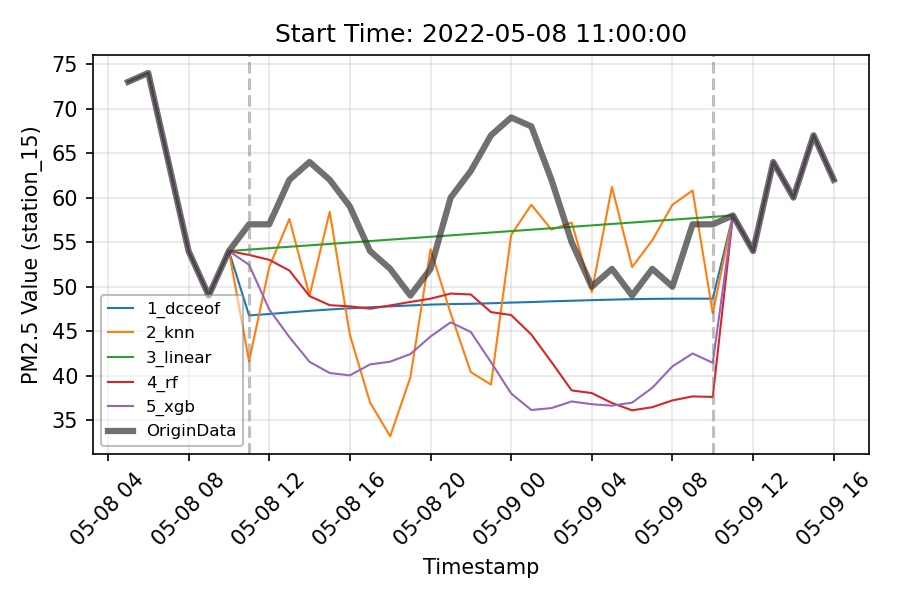 Start Time: 2022-05-08 11:00:00
PM2.5 Value (station_15)
75
70
65
60
55
50
45
40
35
1_dcceof
2_knn
3_linear
4_rf
5_xgb
OriginData
05-08 04
05-08 08
05-08 12
05-08 16
05-08 20
05-09 00
05-09 04
05-09 08
05-09 12
05-09 16
Timestamp